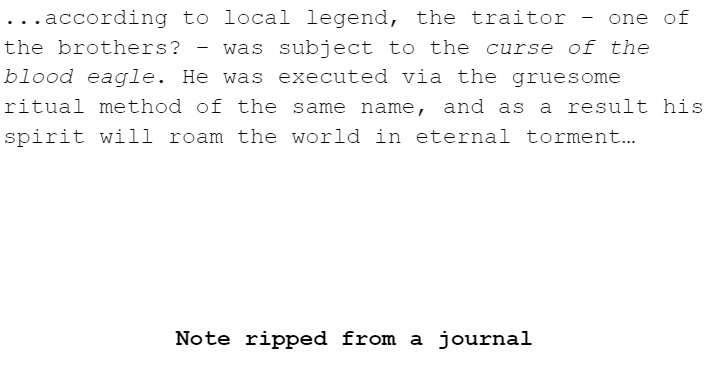 ...according to local legend, the traitor – one of
the brothers? – was subject to the curse of the
blood eagle. He was executed via the gruesome
ritual method of the same name, and as a result his
spirit will roam the world in eternal torment…
Note ripped from a journal